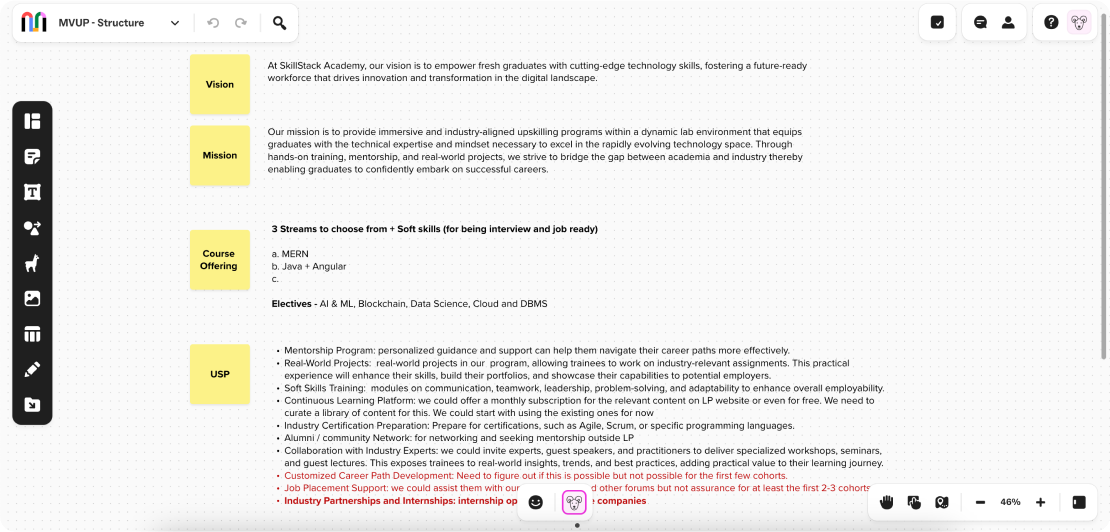 MVUP - Structure
Vision
At SkillStack Academy, our vision is to empower fresh graduates with cutting-edge technology skills, fostering a future-ready
workforce that drives innovation and transformation in the digital landscape.
Mission
Our mission is to provide immersive and industry-aligned upskilling programs within a dynamic lab environment that equips
graduates with the technical expertise and mindset necessary to excel in the rapidly evolving technology space. Through
hands-on training, mentorship, and real-world projects, we strive to bridge the gap between academia and industry thereby
enabling graduates to confidently embark on successful careers.
Course
Offering
3 Streams to choose from + Soft skills (for being interview and job ready)
a. MERN
b. Java + Angular
c.
Electives - AI & ML, Blockchain, Data Science, Cloud and DBMS
USP
• Mentorship Program: personalized guidance and support can help them navigate their career paths more effectively.
• Real-World Projects: real-world projects in our program, allowing trainees to work on industry-relevant assignments. This practical
experience will enhance their skills, build their portfolios, and showcase their capabilities to potential employers.
• Soft Skills Training: modules on communication, teamwork, leadership, problem-solving, and adaptability to enhance overall employability.
• Continuous Learning Platform: we could offer a monthly subscription for the relevant content on LP website or even for free. We need to
curate a library of content for this. We could start with using the existing ones for now
• Industry Certification Preparation: Prepare for certifications, such as Agile, Scrum, or specific programming languages.
• Alumni / community Network: for networking and seeking mentorship outside LP
• Collaboration with Industry Experts: we could invite experts, guest speakers, and practitioners to deliver specialized workshops, seminars,
and guest lectures. This exposes trainees to real-world insights, trends, and best practices, adding practical value to their learning journey.
• Customized Career Path Development: Need to figure out if this is possible but not possible for the first few cohorts.
• Job Placement Support: we could assist them with our d other forums but not assurance for at least the first 2-3 cohorts
• Industry Partnerships and Internships: internship op e companies
46%